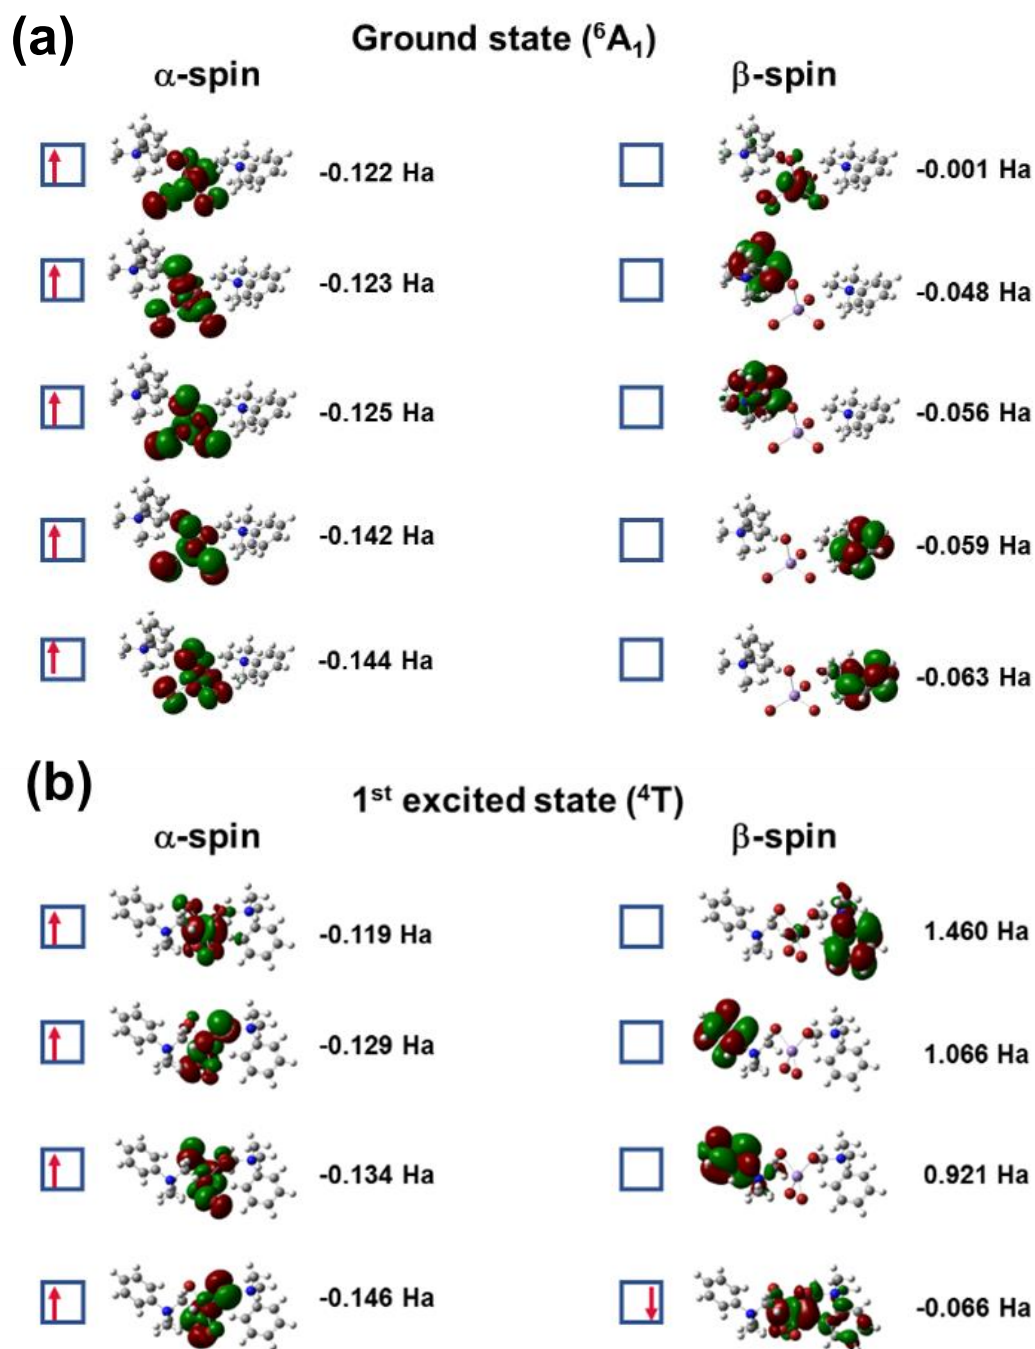 (a)
Ground state (⁶A₁)
α-spin β-spin
-0.122 Ha -0.001 Ha
-0.123 Ha -0.048 Ha
-0.125 Ha -0.056 Ha
-0.142 Ha -0.059 Ha
-0.144 Ha -0.063 Ha
(b)
1ˢᵗ excited state (⁴T)
α-spin β-spin
-0.119 Ha 1.460 Ha
-0.129 Ha 1.066 Ha
-0.134 Ha 0.921 Ha
-0.146 Ha -0.066 Ha